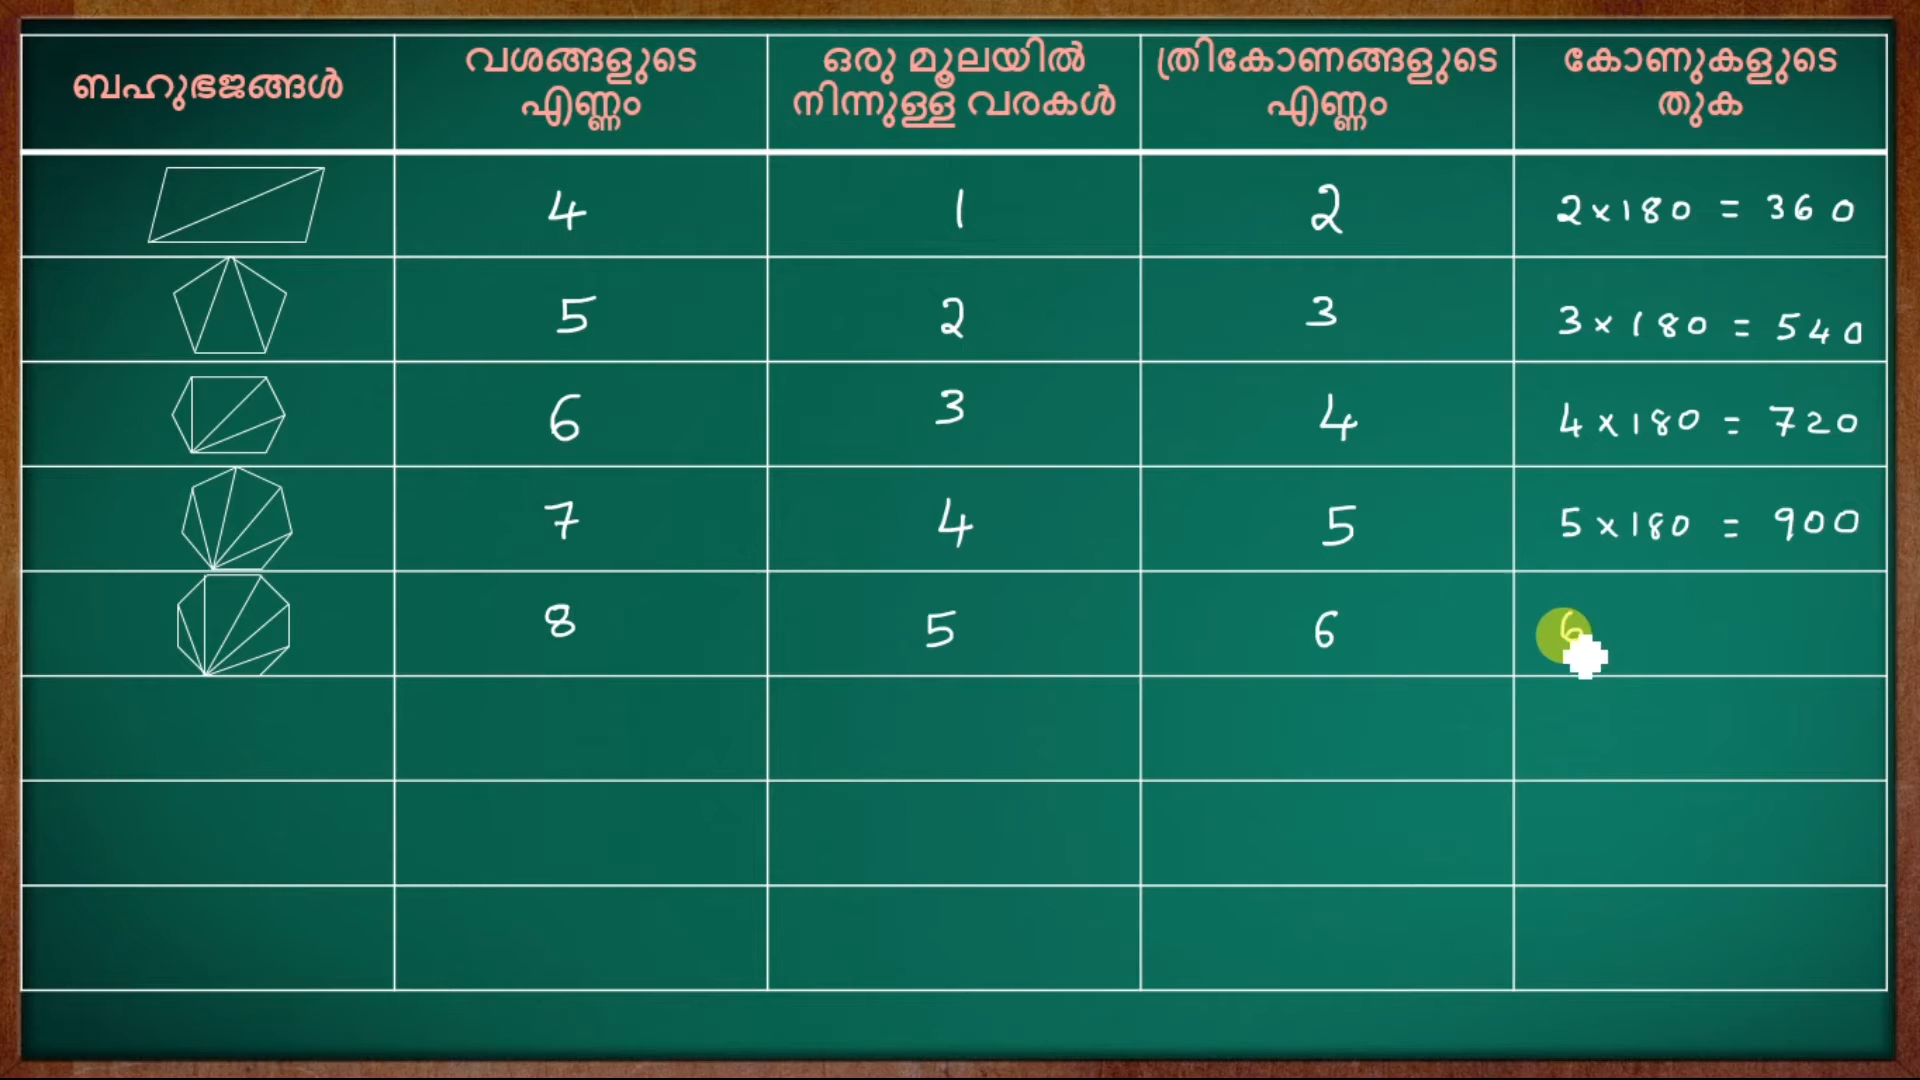 ബഹുഭജങ്ങൾ
വശങ്ങളുടെ
എണ്ണം
ഒരു മൂലയിൽ
നിന്നുള്ള വരകൾ
ത്രികോണങ്ങളുടെ
എണ്ണം
കോണുകളുടെ
തുക
4 1 2 2×180 = 360
5 2 3 3×180 = 540
6 3 4 4×180 = 720
7 4 5 5×180 = 900
8 5 6 6